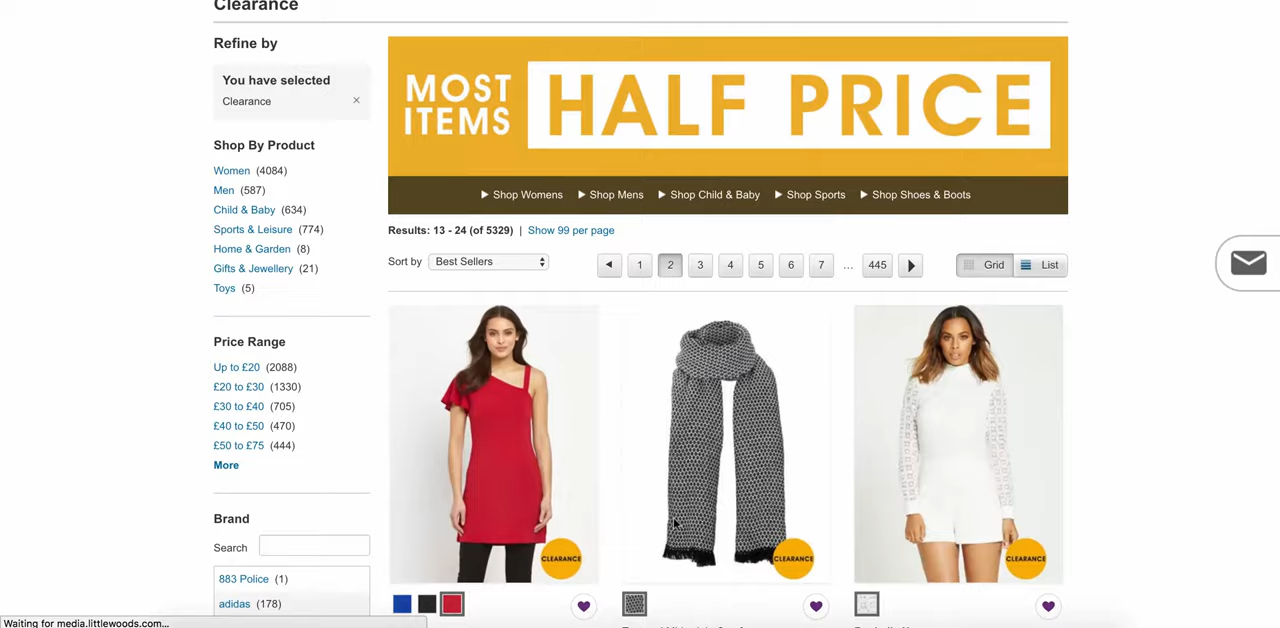 Clearance
Refine by
You have selected
Clearance ×
Shop By Product
Women (4084)
Men (587)
Child & Baby (634)
Sports & Leisure (774)
Home & Garden (8)
Gifts & Jewellery (21)
Toys (5)
Price Range
Up to £20 (2088)
£20 to £30 (1330)
£30 to £40 (705)
£40 to £50 (470)
£50 to £75 (444)
More
Brand
Search
883 Police (1)
adidas (178)
MOST ITEMS HALF PRICE
Shop Womens Shop Mens Shop Child & Baby Shop Sports Shop Shoes & Boots
Results: 13 - 24 (of 5329) | Show 99 per page
Sort by Best Sellers 1 2 3 4 5 6 7 ... 445 Grid List
CLEARANCE CLEARANCE CLEARANCE
Waiting for media.littlewoods.com...